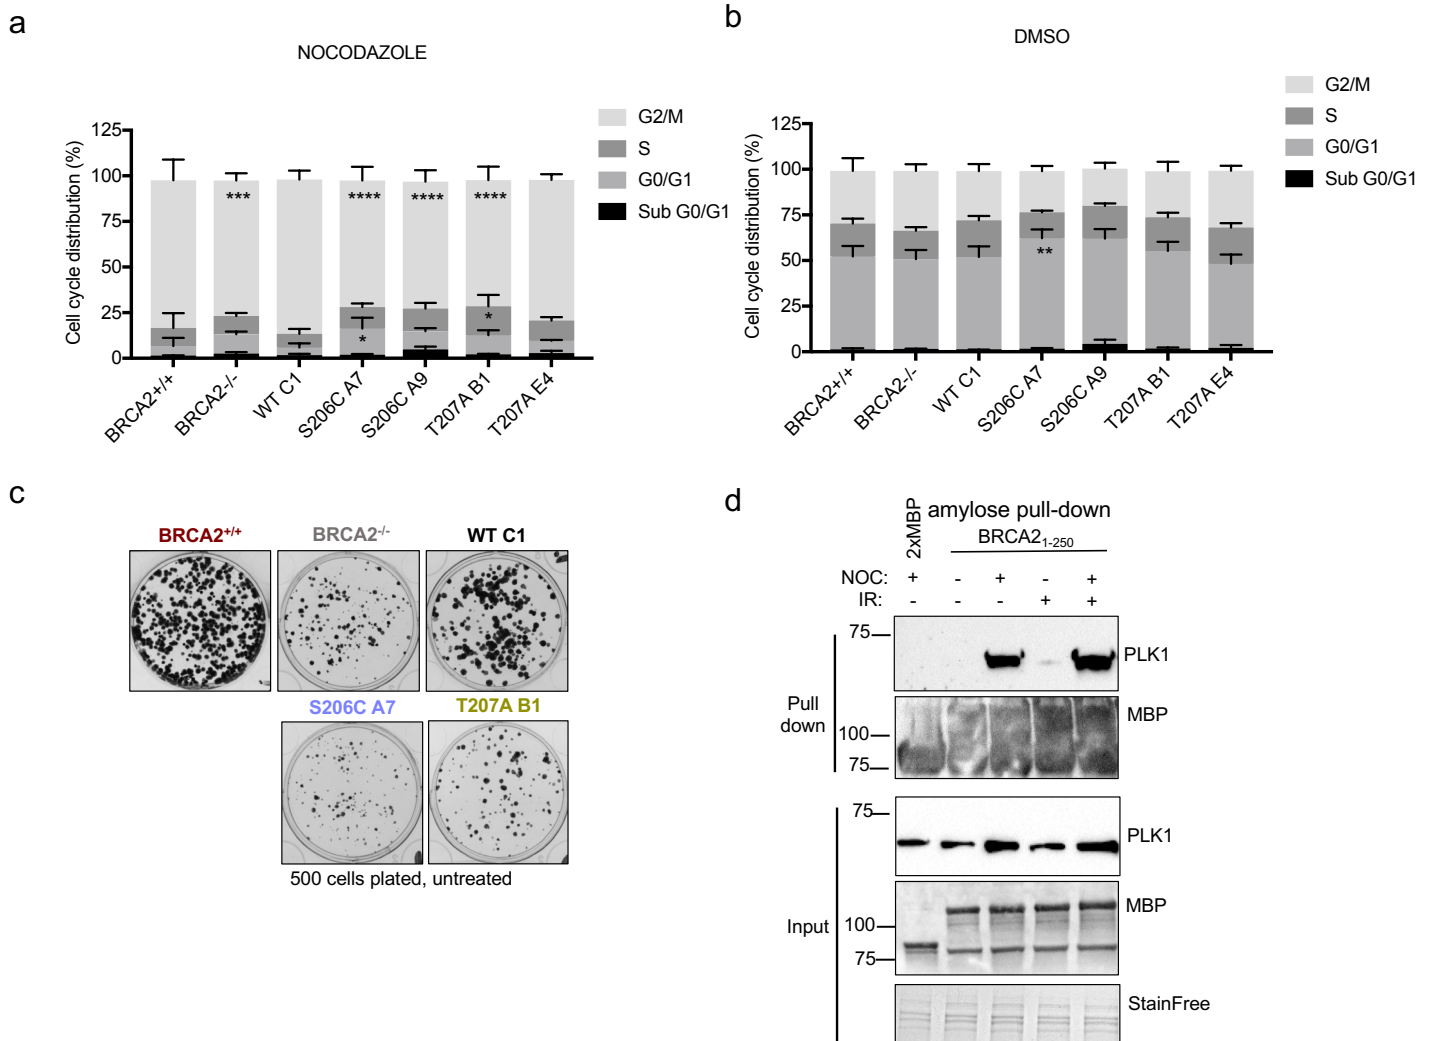 a
NOCODAZOLE
Cell cycle distribution (%)
125
100
75
50
25
0
*** **** **** ****
*
*
BRCA2+/+
BRCA2-/-
WT C1
S206C A7
S206C A9
T207A B1
T207A E4
G2/M
S
G0/G1
Sub G0/G1
b
DMSO
Cell cycle distribution (%)
125
100
75
50
25
0
**
BRCA2+/+
BRCA2-/-
WT C1
S206C A7
S206C A9
T207A B1
T207A E4
G2/M
S
G0/G1
Sub G0/G1
c
BRCA2+/+ BRCA2-/- WT C1
S206C A7 T207A B1
500 cells plated, untreated
d
2xMBP
amylose pull-down
BRCA21-250
NOC: + - + - +
IR: - - - + +
Pull down
75
PLK1
MBP
100
75
Input
75
PLK1
MBP
100
75
StainFree